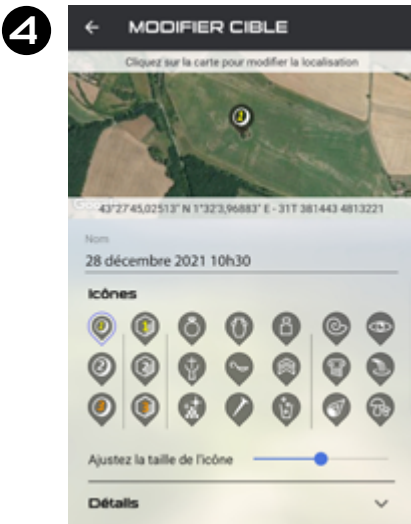 4
MODIFIER CIBLE
Cliquez sur la carte pour modifier la localisation
43°27'45,02513" N 1°32'3,96883" E - 31T 381443 4813221
Nom
28 décembre 2021 10h30
Icônes
Ajustez la taille de l'icône
Détails